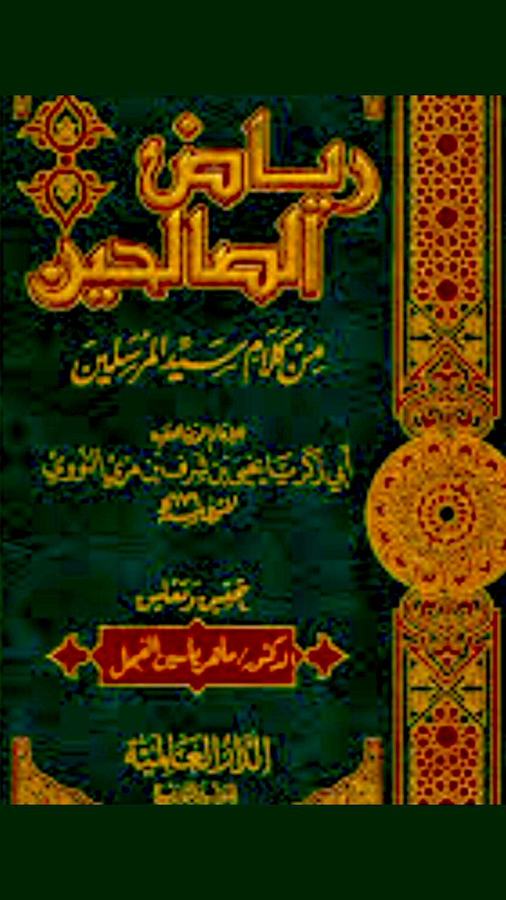 رياض
الصالحين
من كلام سيد المرسلين
أبي زكريا يحيى بن شرف بن مري النووي
تحقيق وتعليق
الدكتور/ ماهر ياسين الفحل
الدار العالمية